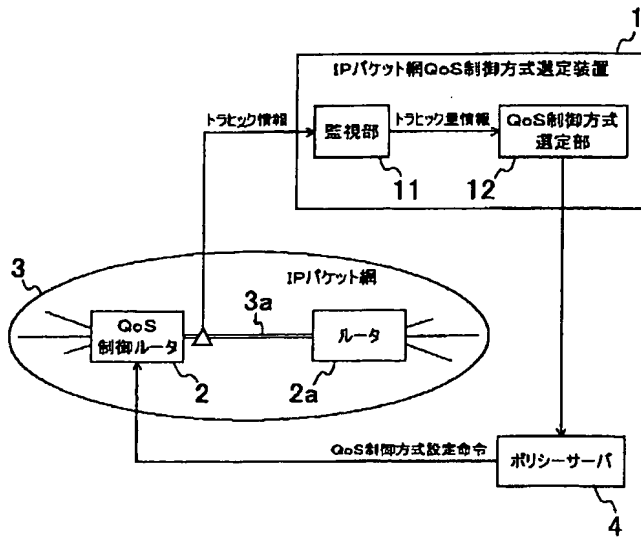 1
IPパケット網QoS制御方式選定装置
トラヒック情報
監視部
トラヒック量情報
QoS制御方式
選定部
11
12
3
IPパケット網
QoS
制御ルータ
3a
ルータ
2
2a
QoS制御方式設定命令
ポリシーサーバ
4